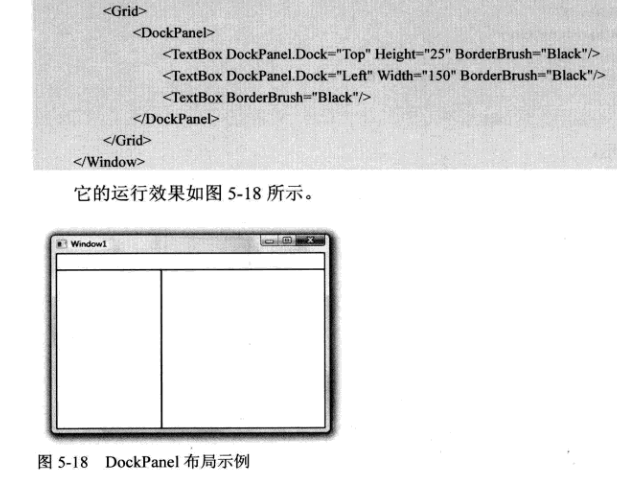 <Grid>
<DockPanel>
<TextBox DockPanel.Dock="Top" Height="25" BorderBrush="Black"/>
<TextBox DockPanel.Dock="Left" Width="150" BorderBrush="Black"/>
<TextBox BorderBrush="Black"/>
</DockPanel>
</Grid>
</Window>
它的运行效果如图 5-18 所示。
Window1
图 5-18 DockPanel 布局示例